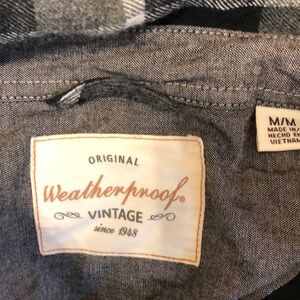 ORIGINAL
Weatherproof®
VINTAGE
since 1948
M/M
MADE IN
HECHO EN
VIETNAM